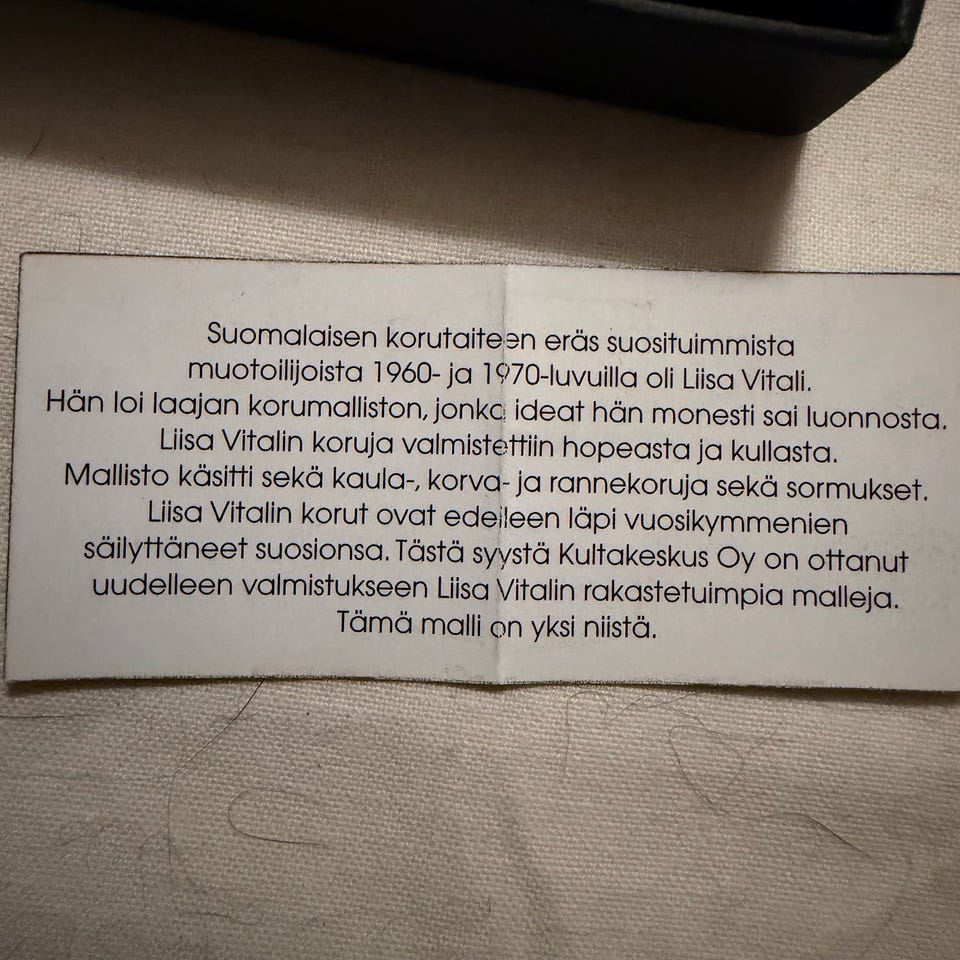 Suomalaisen korutaiteen eräs suosituimmista
muotoilijoista 1960- ja 1970-luvuilla oli Liisa Vitali.
Hän loi laajan korumalliston, jonka ideat hän monesti sai luonnosta.
Liisa Vitalin koruja valmistettiin hopeasta ja kullasta.
Mallisto käsitti sekä kaula-, korva- ja rannekoruja sekä sormukset.
Liisa Vitalin korut ovat edelleen läpi vuosikymmenien
säilyttäneet suosionsa. Tästä syystä Kultakeskus Oy on ottanut
uudelleen valmistukseen Liisa Vitalin rakastetuimpia malleja.
Tämä malli on yksi niistä.